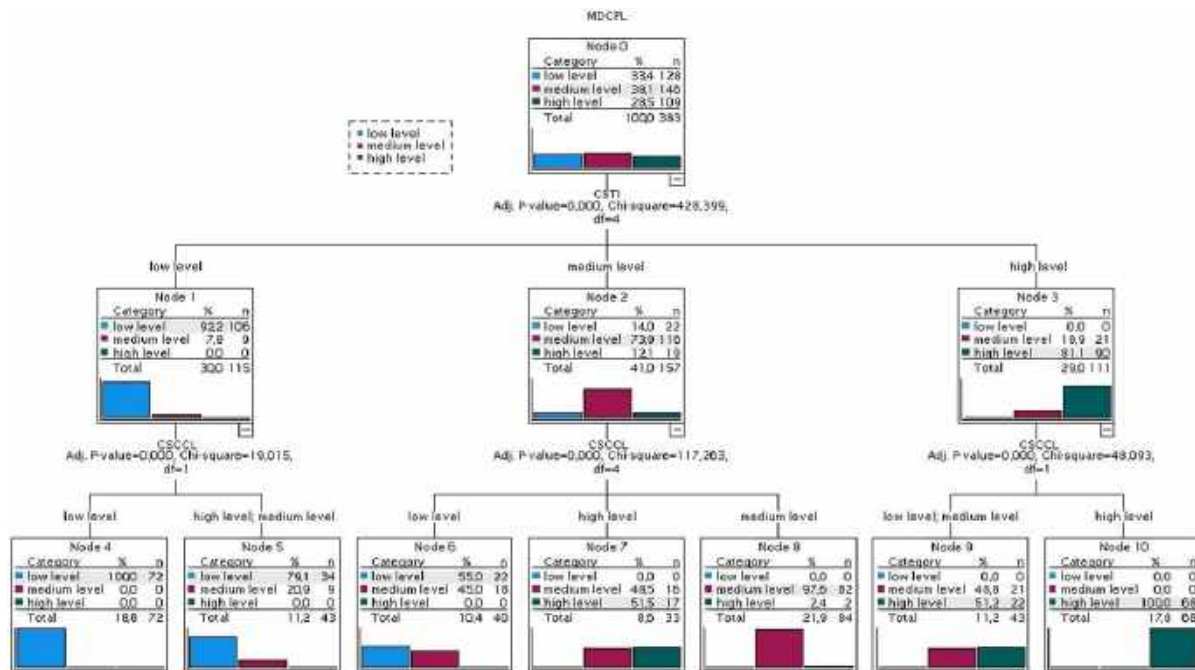 MDCPL
Node 0
Category % n
low level 33,4 128
medium level 38,1 146
high level 28,5 109
Total 100,0 383
low level
medium level
high level
CSTI
Adj. P-value=0,000, Chi-square=428,399,
df=4
low level
medium level
high level
Node 1
Category % n
low level 92,2 106
medium level 7,8 9
high level 0,0 0
Total 30,0 115
Node 2
Category % n
low level 14,0 22
medium level 73,9 116
high level 12,1 19
Total 41,0 157
Node 3
Category % n
low level 0,0 0
medium level 18,9 21
high level 81,1 90
Total 29,0 111
CSCCL
Adj. P-value=0,000, Chi-square=19,015,
df=1
CSCCL
Adj. P-value=0,000, Chi-square=117,263,
df=4
CSCCL
Adj. P-value=0,000, Chi-square=48,093,
df=1
low level
high level; medium level
low level
high level
medium level
low level; medium level
high level
Node 4
Category % n
low level 100,0 72
medium level 0,0 0
high level 0,0 0
Total 18,8 72
Node 5
Category % n
low level 79,1 34
medium level 20,9 9
high level 0,0 0
Total 11,2 43
Node 6
Category % n
low level 55,0 22
medium level 45,0 18
high level 0,0 0
Total 10,4 40
Node 7
Category % n
low level 0,0 0
medium level 48,5 16
high level 51,5 17
Total 8,6 33
Node 8
Category % n
low level 0,0 0
medium level 97,6 82
high level 2,4 2
Total 21,9 84
Node 9
Category % n
low level 0,0 0
medium level 48,8 21
high level 51,2 22
Total 11,2 43
Node 10
Category % n
low level 0,0 0
medium level 0,0 0
high level 100,0 68
Total 17,8 68